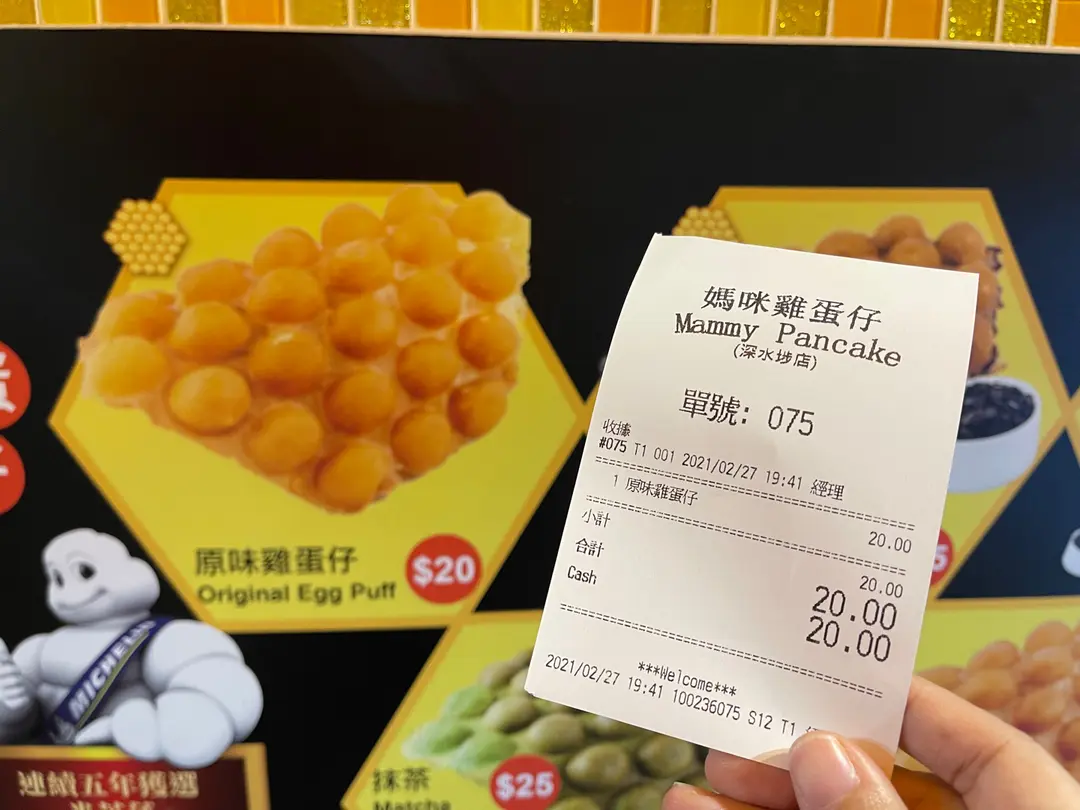 原味雞蛋仔
Original Egg Puff
$20
MICHELIN
連續五年獲選
抹茶
Matcha
$25
媽咪雞蛋仔
Mammy Pancake
(深水埗店)
單號: 075
收據
#075 T1 001 2021/02/27 19:41 經理
1 原味雞蛋仔 20.00
小計 20.00
合計 20.00
Cash 20.00
***Welcome***
2021/02/27 19:41 100236075 S12 T1